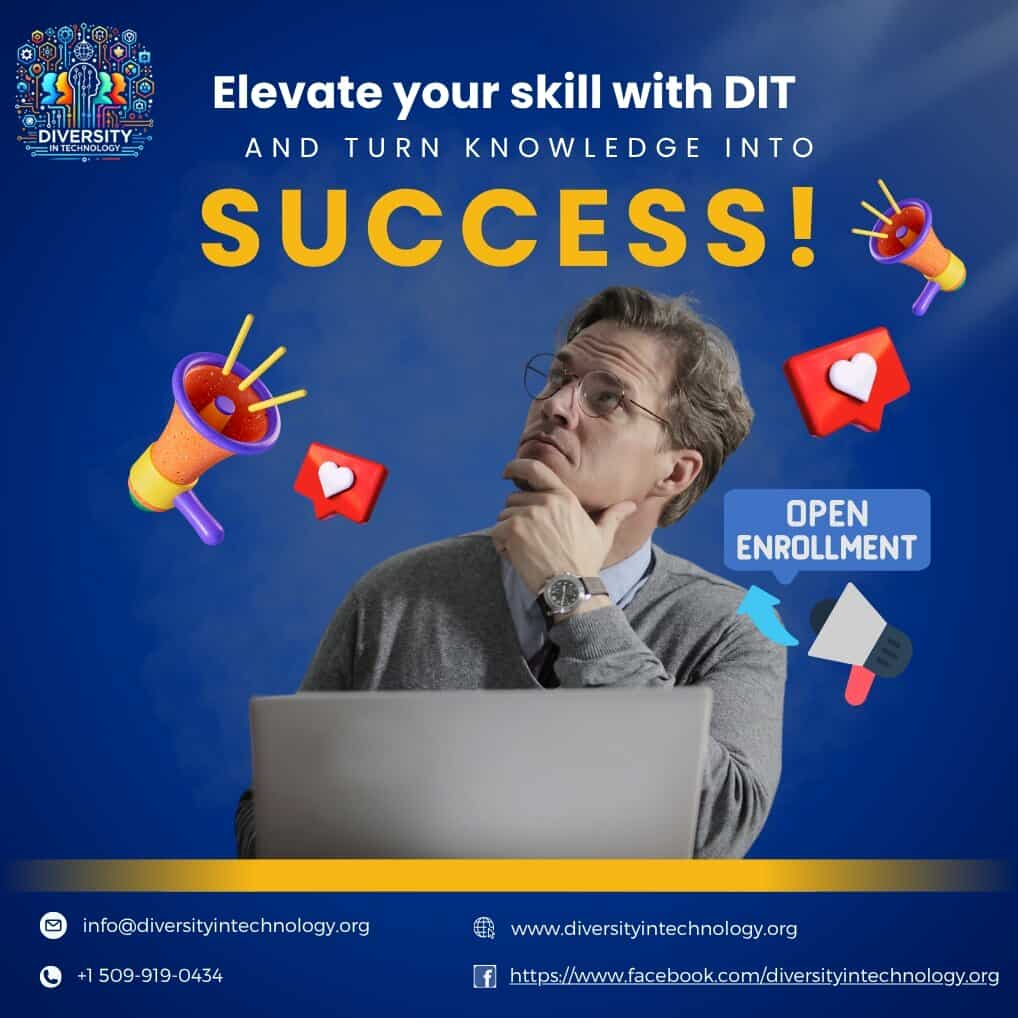 DIVERSITY
IN TECHNOLOGY
Elevate your skill with DIT
AND TURN KNOWLEDGE INTO
SUCCESS!
OPEN
ENROLLMENT
info@diversityintechnology.org
www.diversityintechnology.org
+1 509-919-0434
https://www.facebook.com/diversityintechnology.org